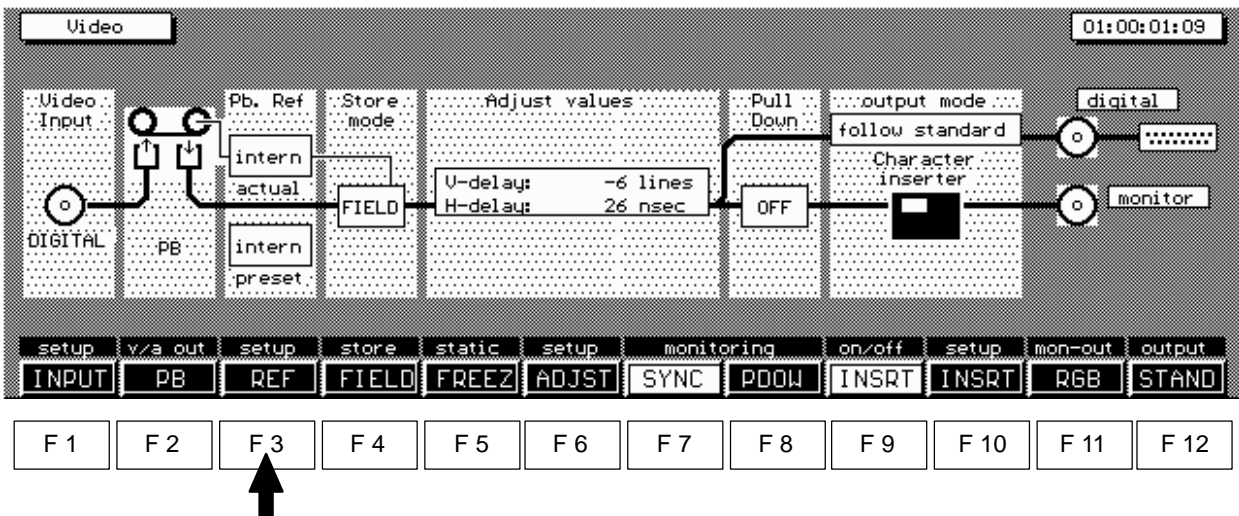 Video
01:00:01:09
Video Input
DIGITAL
PB
Pb. Ref
intern
actual
intern
preset
Store mode
FIELD
Adjust values
V-delay: -6 lines
H-delay: 26 nsec
Pull Down
OFF
output mode
follow standard
Character inserter
digital
monitor
setup v/a out setup store static setup monitoring on/off setup mon-out output
INPUT PB REF FIELD FREEZ ADJST SYNC PDOW INSRT INSRT RGB STAND
F 1 F 2 F 3 F 4 F 5 F 6 F 7 F 8 F 9 F 10 F 11 F 12